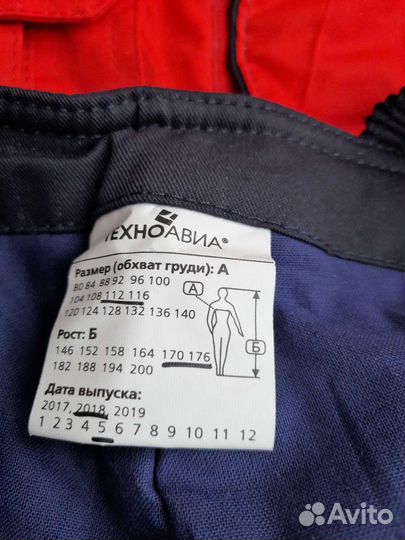 ТЕХНОАВИА®
Размер (обхват груди): А
80 84 88 92 96 100
104 108 112 116
120 124 128 132 136 140
А
Рост: Б
146 152 158 164 170 176
182 188 194 200
Б
Дата выпуска:
2017, 2018, 2019
1 2 3 4 5 6 7 8 9 10 11 12
Avito